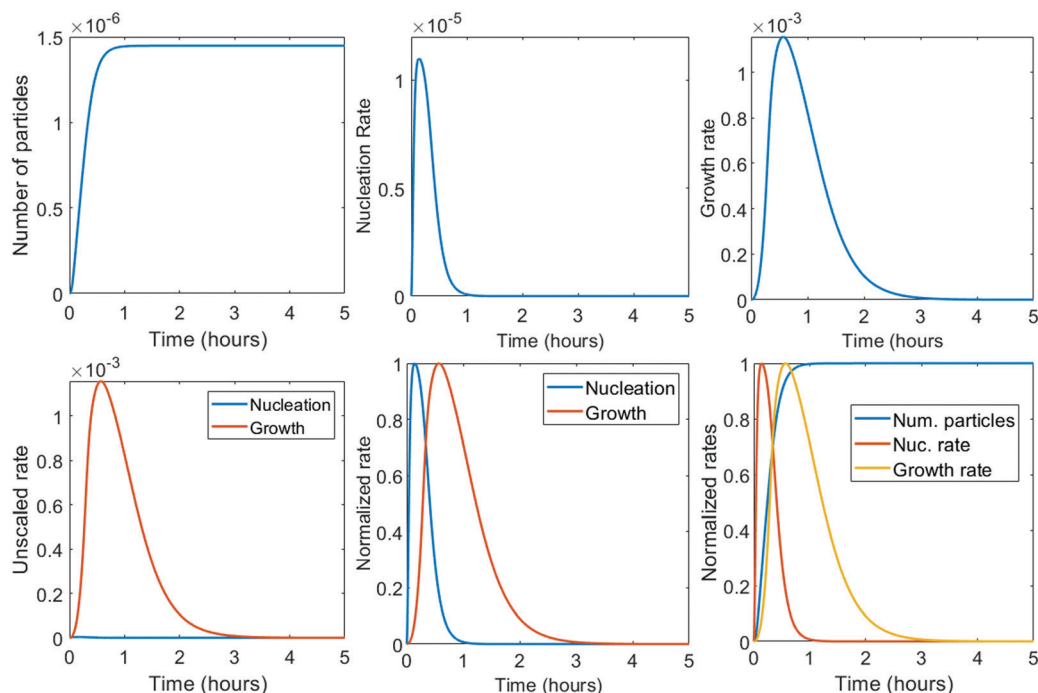 ×10^-6
1.5
1
0.5
0
Number of particles
0 1 2 3 4 5
Time (hours)
×10^-5
1
0.5
0
Nucleation Rate
0 1 2 3 4 5
Time (hours)
×10^-3
1
0.8
0.6
0.4
0.2
0
Growth rate
0 1 2 3 4 5
Time (hours
×10^-3
1
0.8
0.6
0.4
0.2
0
Unscaled rate
Nucleation
Growth
0 1 2 3 4 5
Time (hours)
1
0.8
0.6
0.4
0.2
0
Normalized rate
Nucleation
Growth
0 1 2 3 4 5
Time (hours)
1
0.8
0.6
0.4
0.2
0
Normalized rates
Num. particles
Nuc. rate
Growth rate
0 1 2 3 4 5
Time (hours)